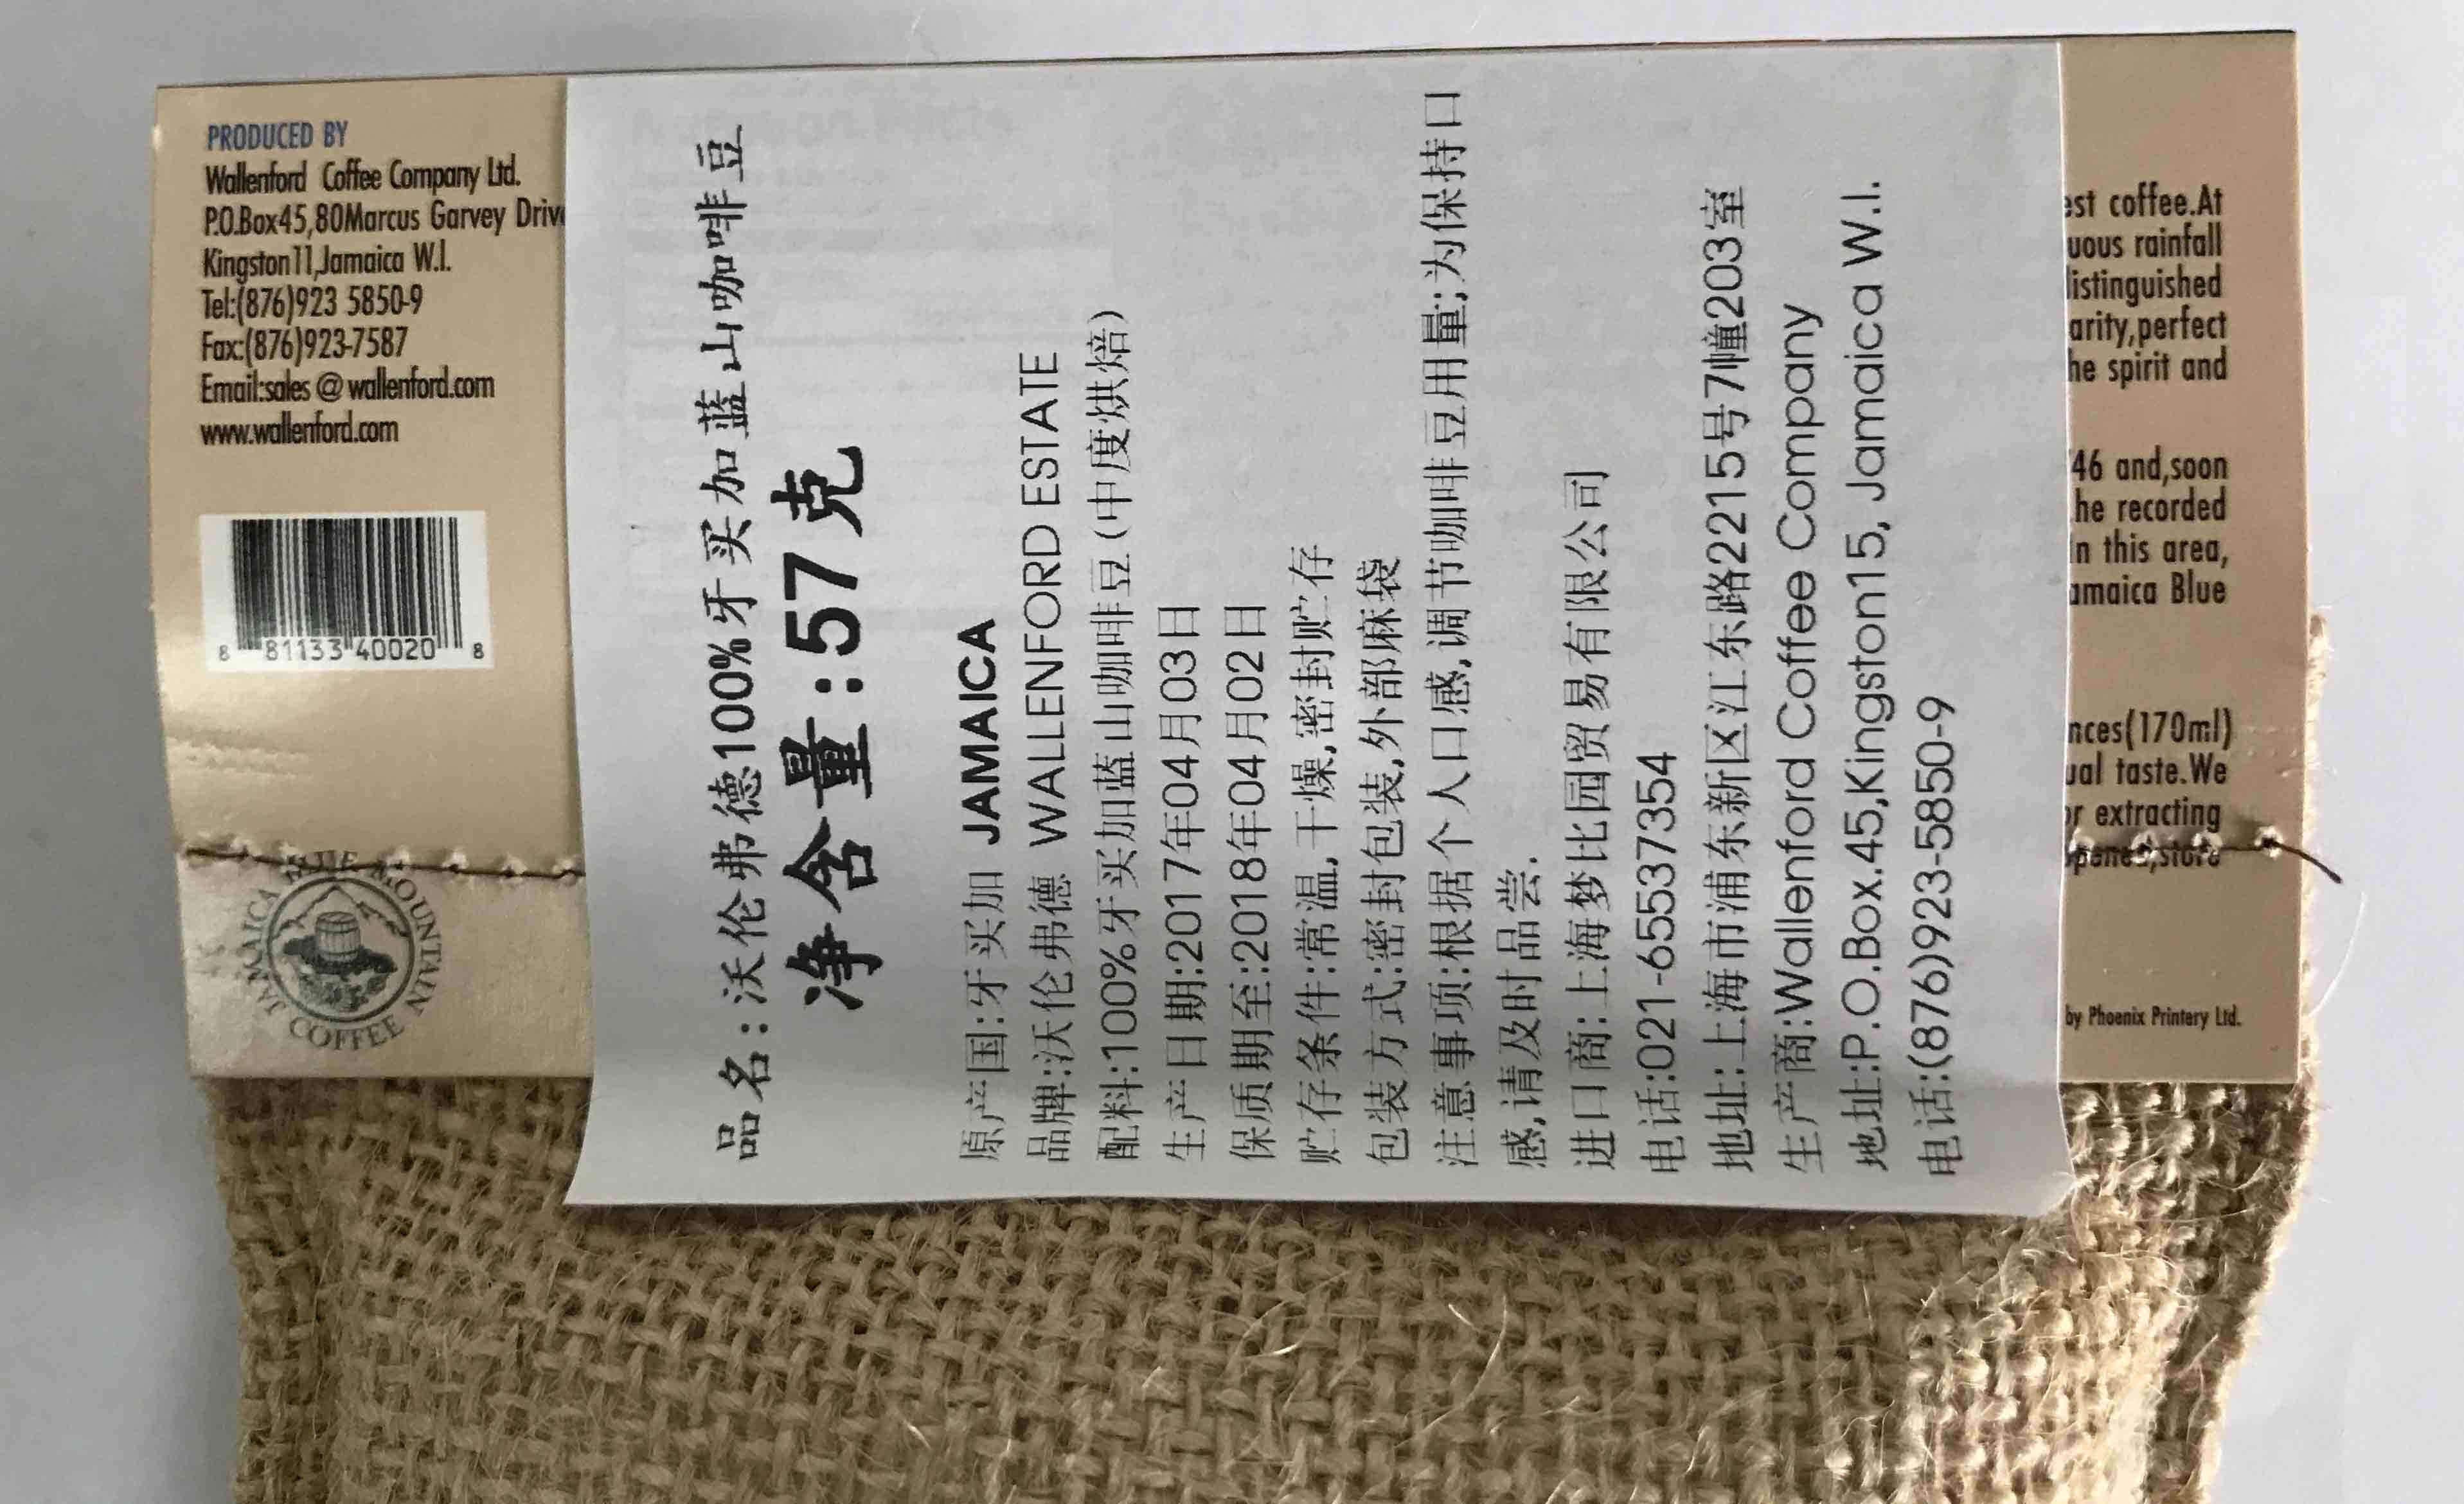 PRODUCED BY
Wallenford Coffee Company Ltd.
P.O.Box45,80Marcus Garvey Driv
Kingston11,Jamaica W.I.
Tel:(876)923 5850-9
Fax:(876)923-7587
Email:sales @ wallenford.com
www.wallenford.com
8 81133 40020 8
JAMAICA BLUE MOUNTAIN COFFEE
品名:沃伦弗德100%牙买加蓝山咖啡豆
净含量:57克
原产国:牙买加 JAMAICA
品牌:沃伦弗德 WALLENFORD ESTATE
配料:100%牙买加蓝山咖啡豆(中度烘焙)
生产日期:2017年04月03日
保质期至:2018年04月02日
贮存条件:常温,干燥,密封贮存
包装方式:密封包装,外部麻袋
注意事项:根据个人口感,调节咖啡豆用量;为保持口
感,请及时品尝.
进口商:上海梦比园贸易有限公司
电话:021-65537354
地址:上海市浦东新区江东路2215号7幢203室
生产商:Wallenford Coffee Company
地址:P.O.Box.45,Kingston15, Jamaica W.I.
电话:(876)923-5850-9
est coffee.At
uous rainfall
listinguished
arity,perfect
he spirit and
46 and,soon
he recorded
n this area,
amaica Blue
nces(170ml)
ual taste.We
or extracting
pened,store
by Phoenix Printery Ltd.